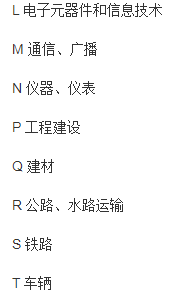 L 电子元器件和信息技术
M 通信、广播
N 仪器、仪表
P 工程建设
Q 建材
R 公路、水路运输
S 铁路
T 车辆